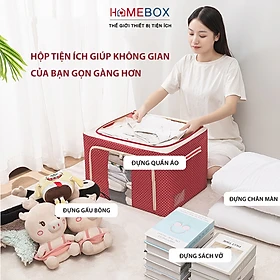 HOMEBOX
THẾ GIỚI THIẾT BỊ TIỆN ÍCH
HỘP TIỆN ÍCH GIÚP KHÔNG GIAN
CỦA BẠN GỌN GÀNG HƠN
ĐỰNG QUẦN ÁO
ĐỰNG CHĂN MÀN
ĐỰNG GẤU BÔNG
ĐỰNG SÁCH VỞ